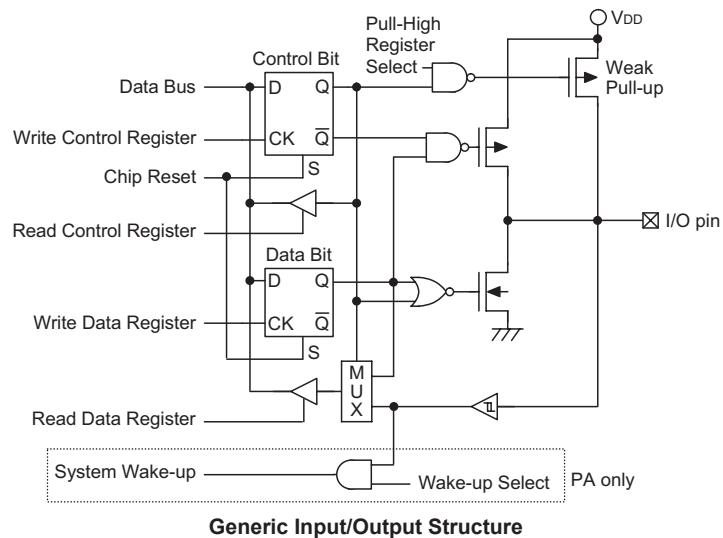 VDD
Pull-High
Register
Select
Control Bit
Weak
Pull-up
Data Bus
D
Q
Write Control Register
CK
Q
S
Chip Reset
I/O pin
Read Control Register
Data Bit
D
Q
Write Data Register
CK
Q
S
M
U
X
Read Data Register
System Wake-up
Wake-up Select
PA only
Generic Input/Output Structure